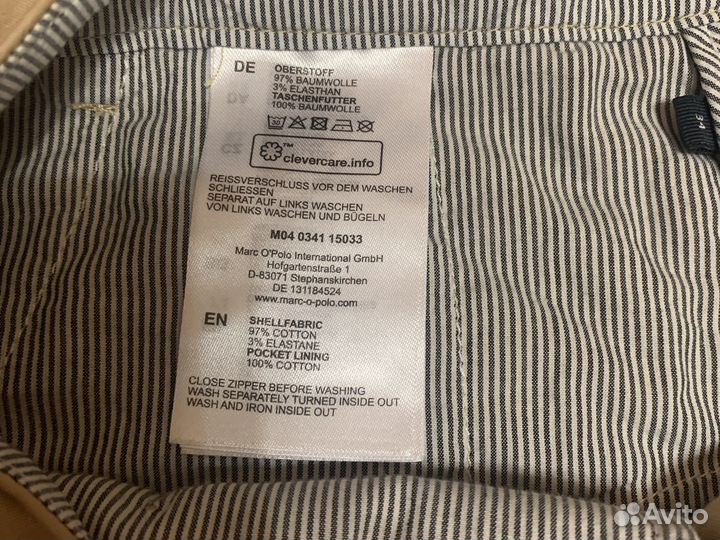 DE
OBERSTOFF
97% BAUMWOLLE
3% ELASTHAN
TASCHENFUTTER
100% BAUMWOLLE
30
™
clevercare.info
REISSVERSCHLUSS VOR DEM WASCHEN
SCHLIESSEN
SEPARAT AUF LINKS WASCHEN
VON LINKS WASCHEN UND BÜGELN
M04 0341 15033
Marc O'Polo International GmbH
Hofgartenstraße 1
D-83071 Stephanskirchen
DE 131184524
www.marc-o-polo.com
EN
SHELLFABRIC
97% COTTON
3% ELASTANE
POCKET LINING
100% COTTON
CLOSE ZIPPER BEFORE WASHING
WASH SEPARATELY TURNED INSIDE OUT
WASH AND IRON INSIDE OUT
Avito